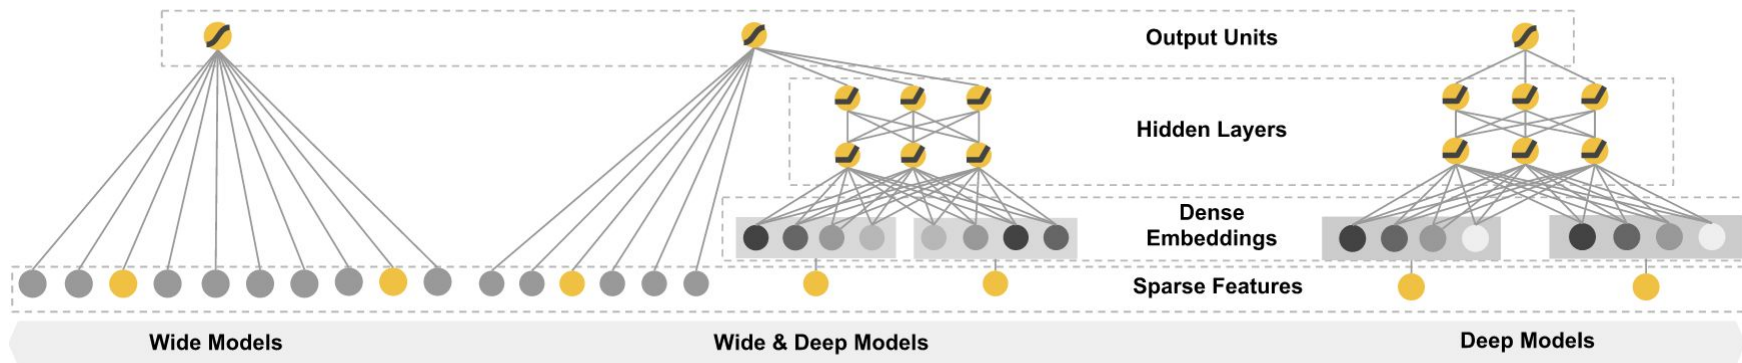 Output Units
Hidden Layers
Dense
Embeddings
Sparse Features
Wide Models
Wide & Deep Models
Deep Models